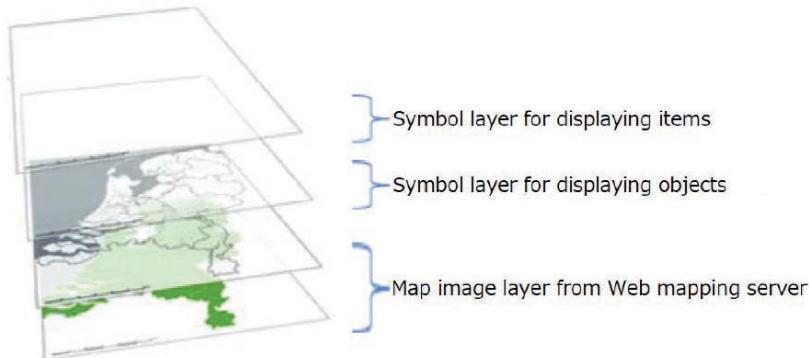 Symbol layer for displaying items
Symbol layer for displaying objects
Map image layer from Web mapping server